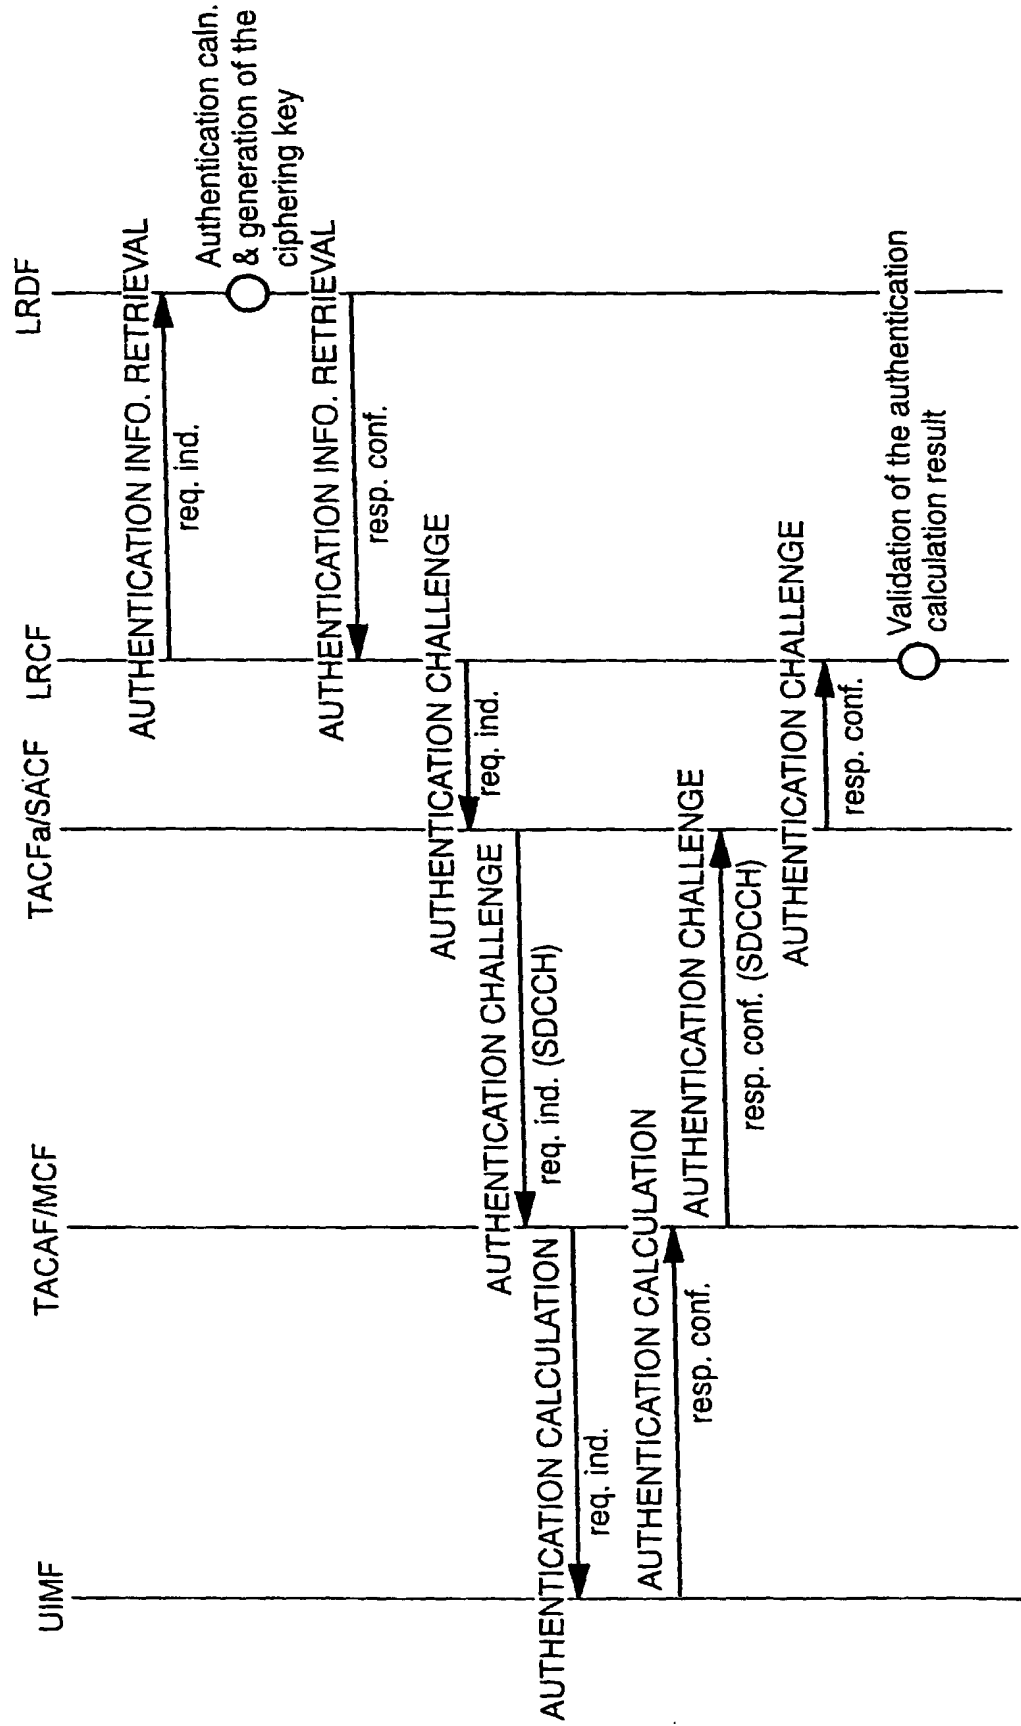 UIMF
TACAF/MCF
TACFa/SACF
LRCF
LRDF
AUTHENTICATION INFO. RETRIEVAL
req. ind.
Authentication caln.
& generation of the
ciphering key
AUTHENTICATION INFO. RETRIEVAL
resp. conf.
AUTHENTICATION CHALLENGE
req. ind.
AUTHENTICATION CHALLENGE
req. ind. (SDCCH)
AUTHENTICATION CALCULATION
req. ind.
AUTHENTICATION CALCULATION
resp. conf.
AUTHENTICATION CHALLENGE
resp. conf. (SDCCH)
AUTHENTICATION CHALLENGE
resp. conf.
Validation of the authentication
calculation result